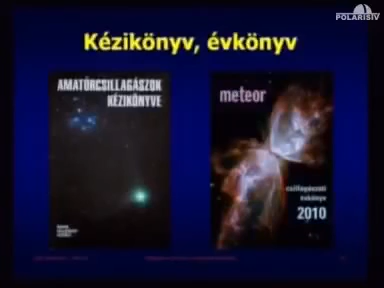 POLARISTV
Kézikönyv, évkönyv
AMATŐRCSILLAGÁSZOK
KÉZIKÖNYVE
meteor
csillagászati
évkönyv
2010